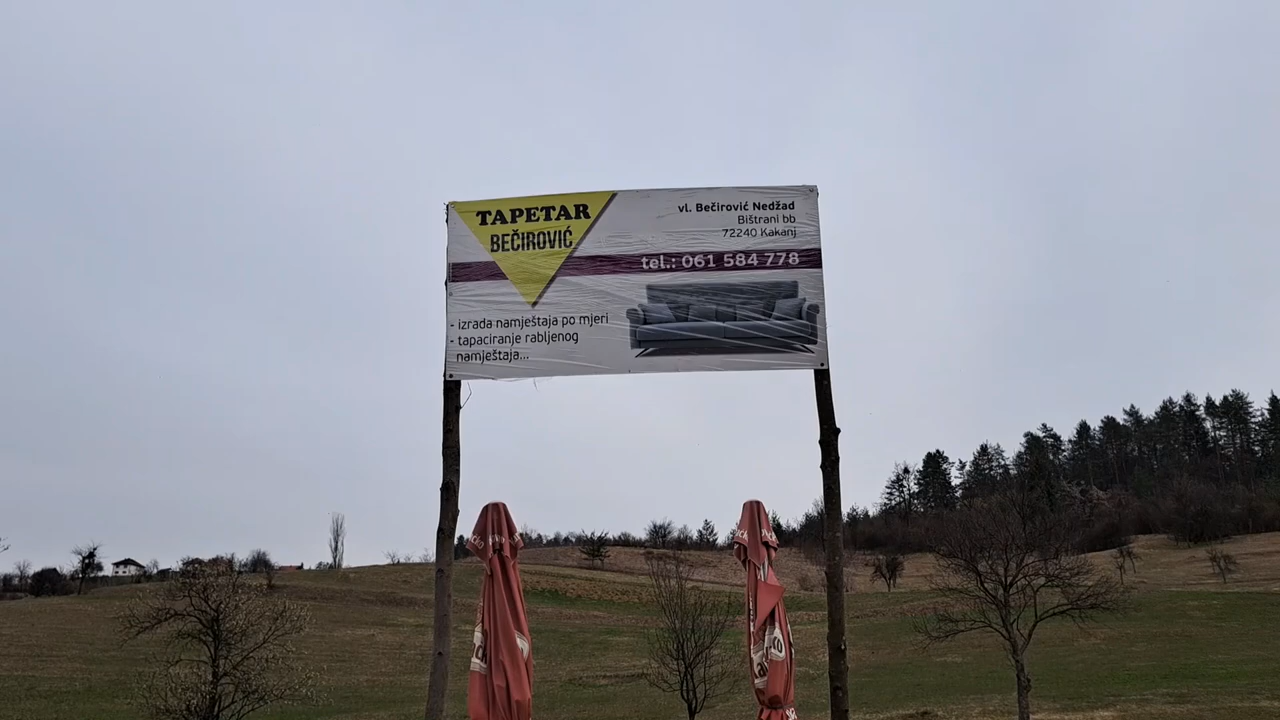 TAPETAR
BEČIROVIĆ
vl. Bečirović Nedžad
Bištrani bb
72240 Kakanj
tel.: 061 584 778
- izrada namještaja po mjeri
- tapaciranje rabljenog
namještaja...